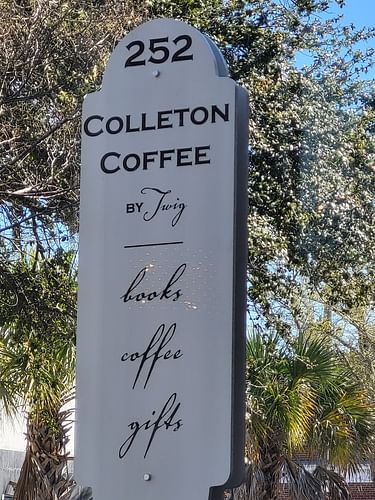 252
COLLETON
COFFEE
BY Twig
books
coffee
gifts